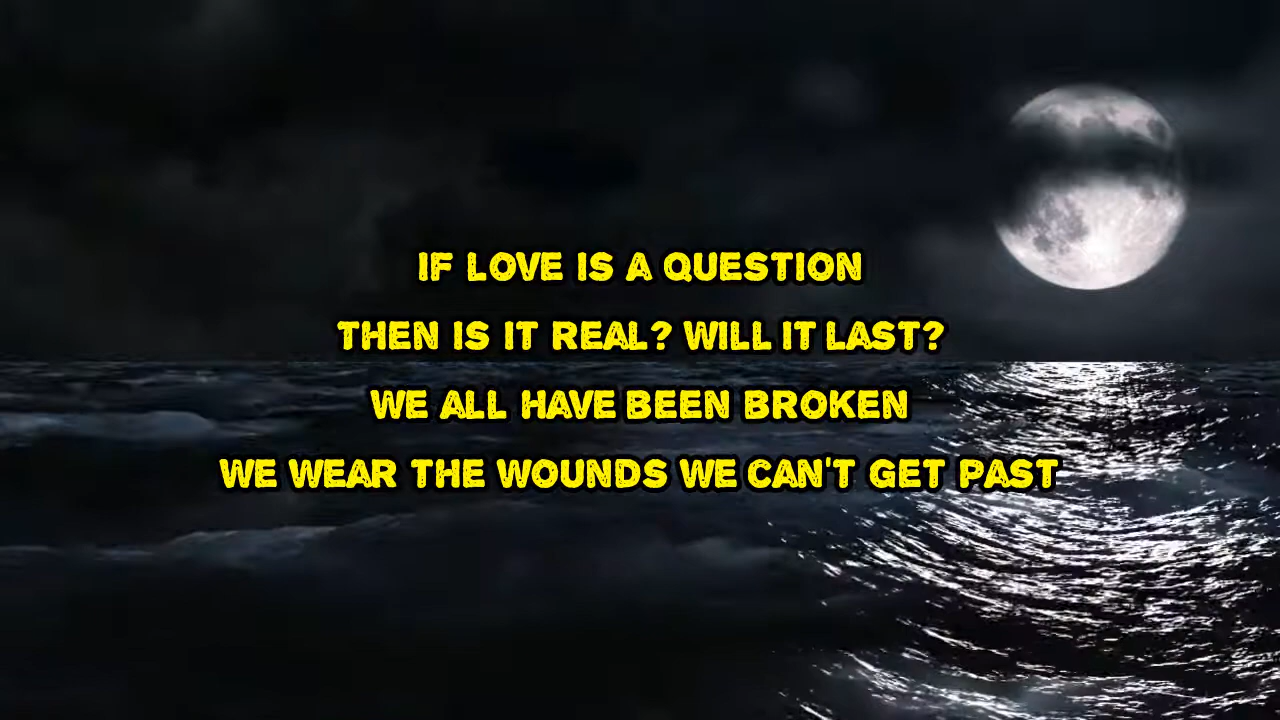 IF LOVE IS A QUESTION
THEN IS IT REAL? WILL IT LAST?
WE ALL HAVE BEEN BROKEN
WE WEAR THE WOUNDS WE CAN'T GET PAST